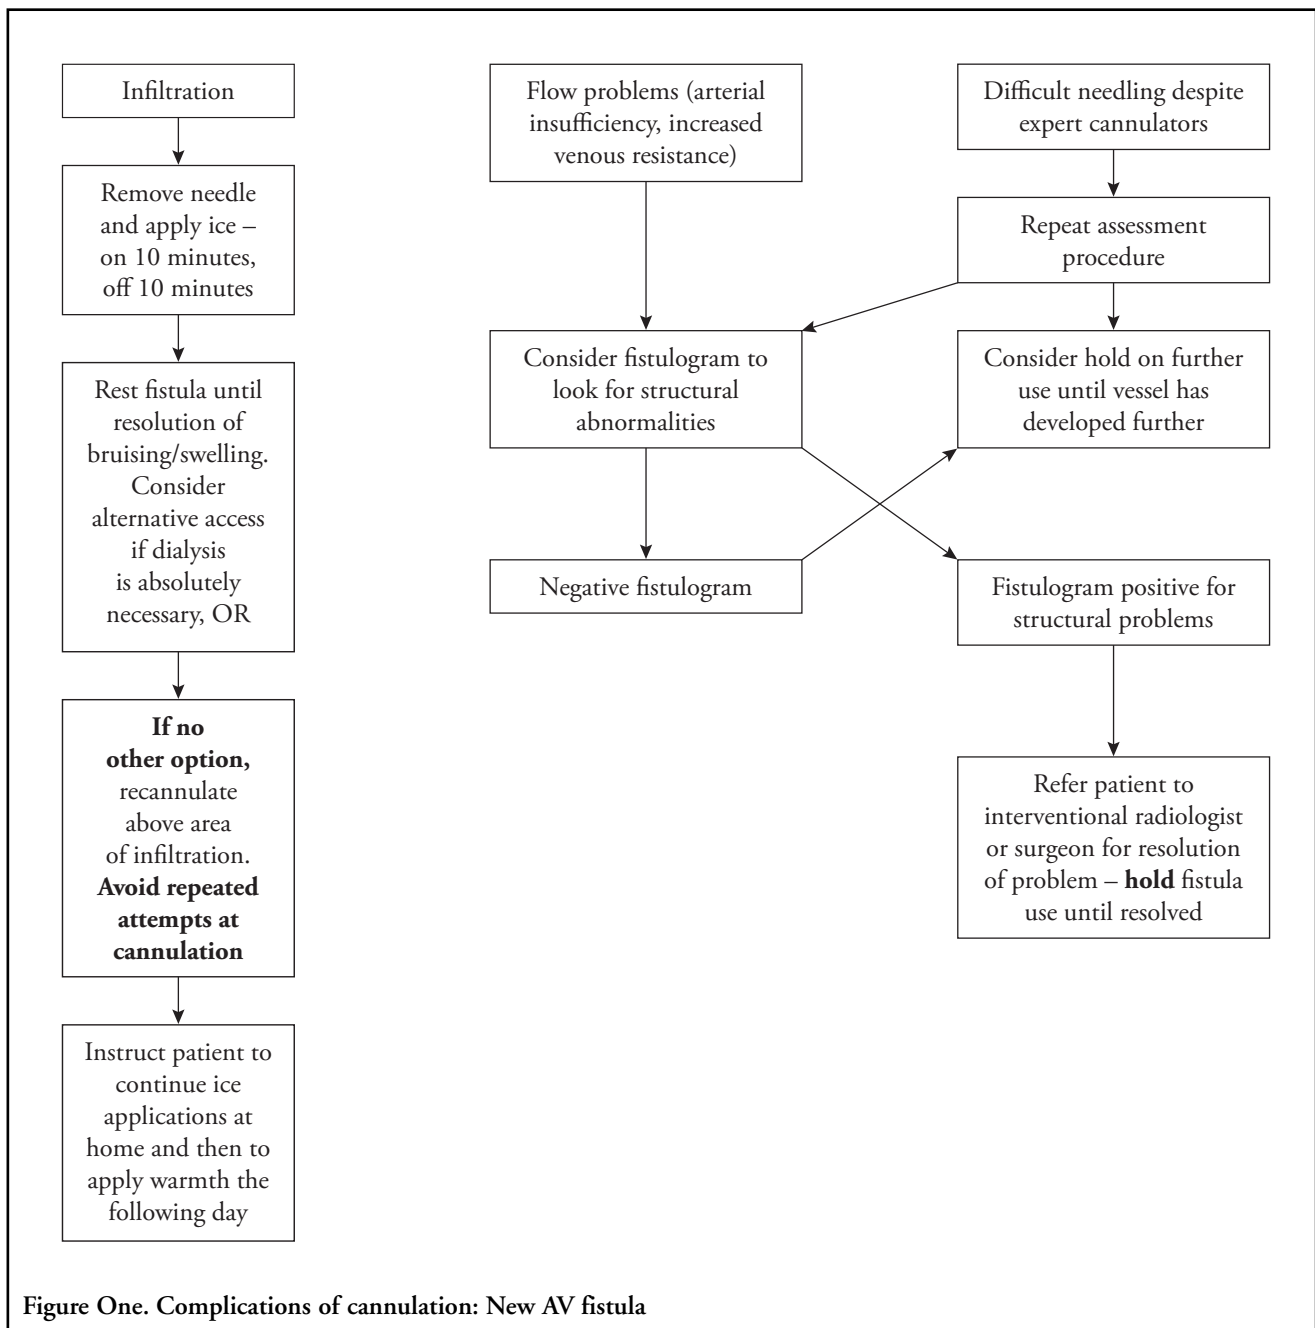 Infiltration
Remove needle
and apply ice –
on 10 minutes,
off 10 minutes
Rest fistula until
resolution of
bruising/swelling.
Consider
alternative access
if dialysis
is absolutely
necessary, OR
If no
other option,
recannulate
above area
of infiltration.
Avoid repeated
attempts at
cannulation
Instruct patient to
continue ice
applications at
home and then to
apply warmth the
following day
Flow problems (arterial
insufficiency, increased
venous resistance)
Consider fistulogram to
look for structural
abnormalities
Negative fistulogram
Difficult needling despite
expert cannulators
Repeat assessment
procedure
Consider hold on further
use until vessel has
developed further
Fistulogram positive for
structural problems
Refer patient to
interventional radiologist
or surgeon for resolution
of problem – hold fistula
use until resolved
Figure One. Complications of cannulation: New AV fistula